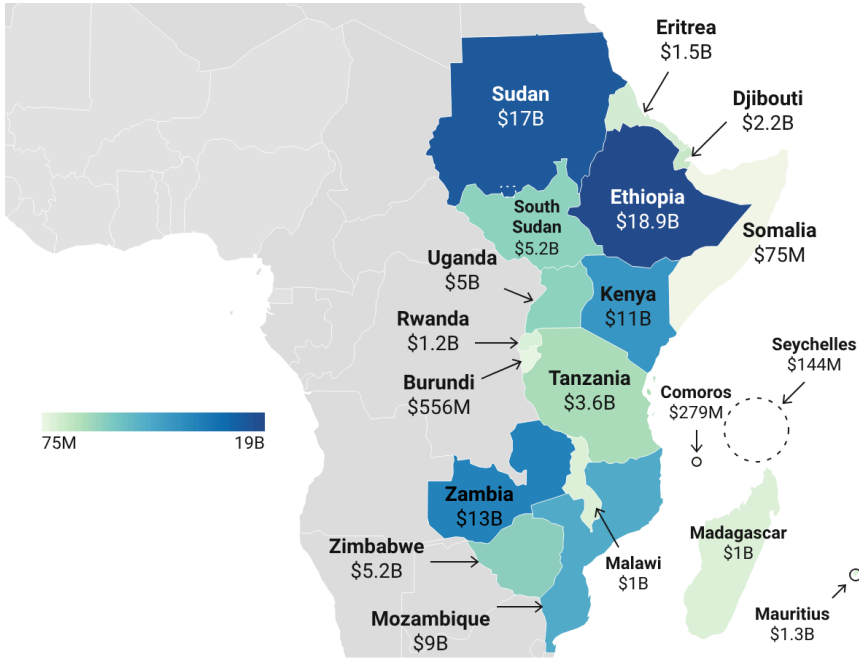 Eritrea
$1.5B
Sudan
$17B
Djibouti
$2.2B
Ethiopia
$18.9B
South
Sudan
$5.2B
Somalia
$75M
Uganda
$5B
Kenya
$11B
Rwanda
$1.2B
Seychelles
$144M
Burundi
$556M
Tanzania
$3.6B
Comoros
$279M
75M
19B
Zambia
$13B
Madagascar
$1B
Zimbabwe
$5.2B
Malawi
$1B
Mozambique
$9B
Mauritius
$1.3B